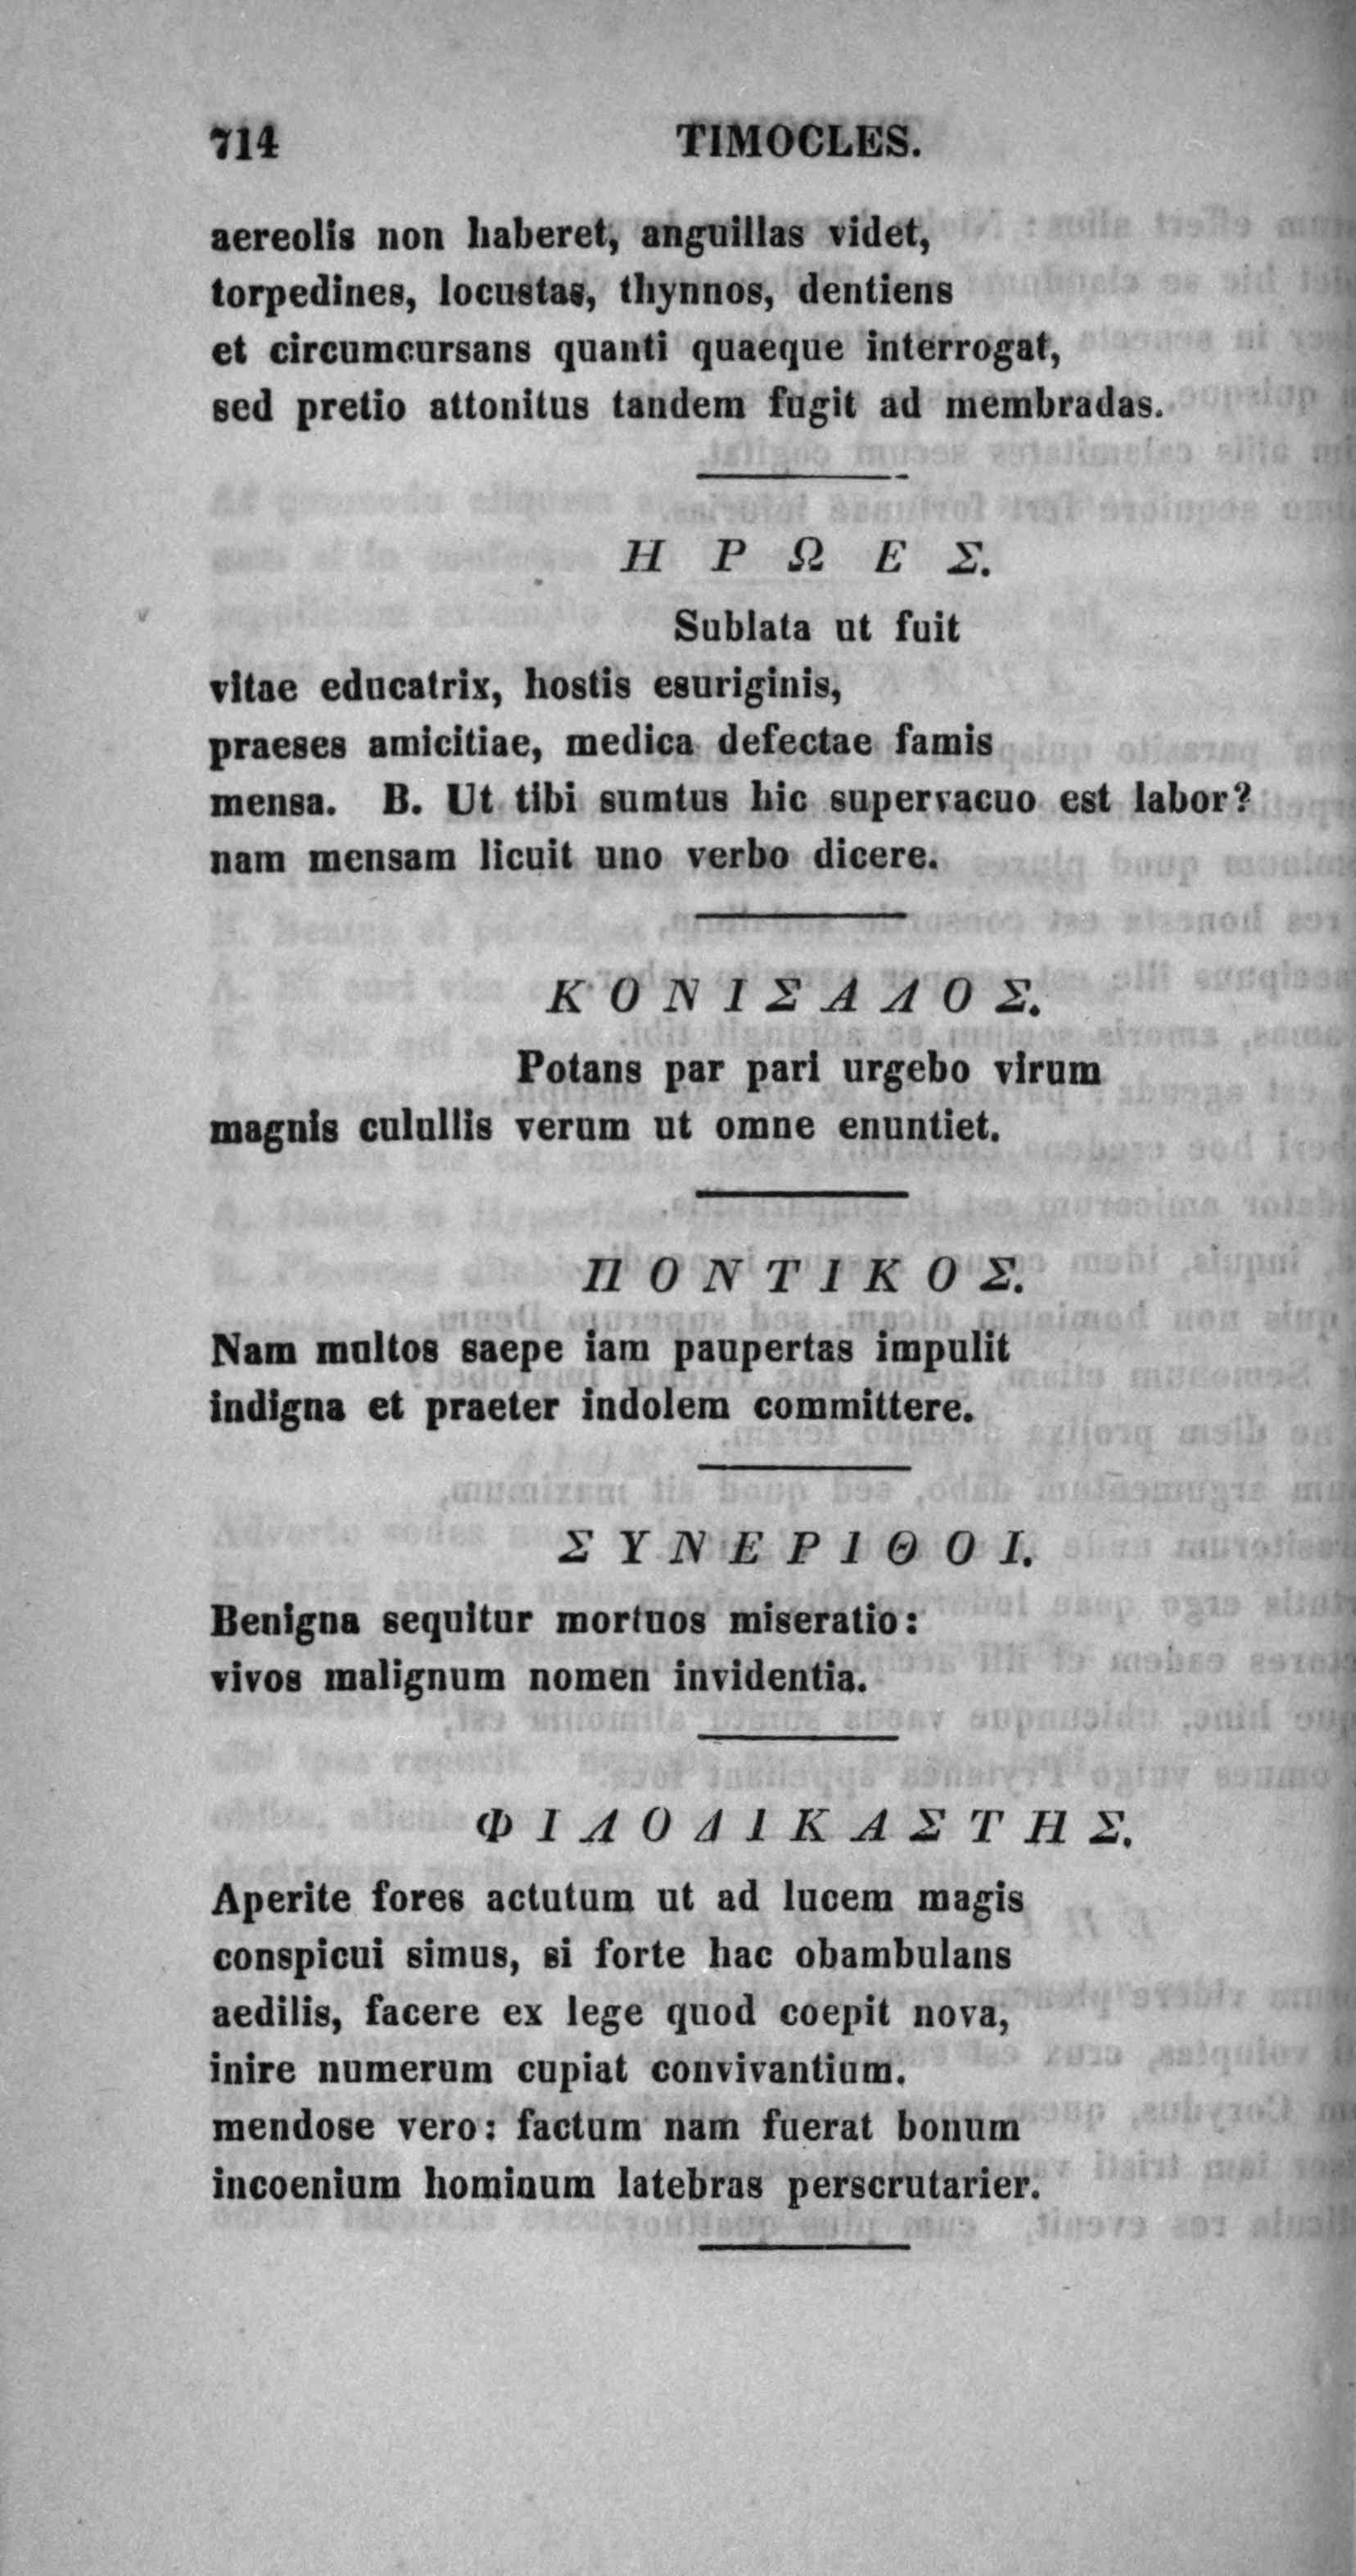 714 TIMOCLES.
aereolis non haberet, anguillas videt,
torpedines, locustas, thynnos, dentiens
et circumcursans quanti quaeque interrogat,
sed pretio attonitus tandem fugit ad membradas.
ΗΡΩΕΣ.
Sublata ut fuit
vitae educatrix, hostis esuriginis,
praeses amicitiae, medica defectae famis
mensa. B. Ut tibi sumtus hic supervacuo est labor?
nam mensam licuit uno verbo dicere.
ΚΟΝΙΣΑΛΟΣ.
Potans par pari urgebo virum
magnis culullis verum ut omne enuntiet.
ΠΟΝΤΙΚΟΣ.
Nam multos saepe iam paupertas impulit
indigna et praeter indolem committere.
ΣΥΝΕΡΙΘΟΙ.
Benigna sequitur mortuos miseratio:
vivos malignum nomen invidentia.
ΦΙΛΟΔΙΚΑΣΤΗΣ.
Aperite fores actutum ut ad lucem magis
conspicui simus, si forte hac obambulans
aedilis, facere ex lege quod coepit nova,
inire numerum cupiat convivantium.
mendose vero: factum nam fuerat bonum
incoenium hominum latebras perscrutarier.